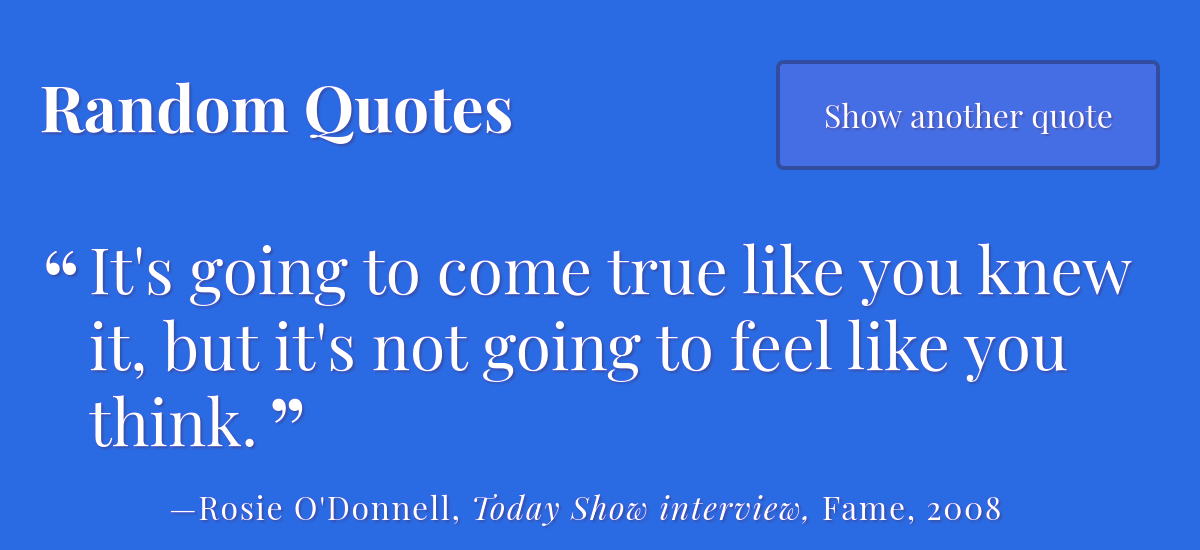 Random Quotes
Show another quote
“It's going to come true like you knew
it, but it's not going to feel like you
think.”
—Rosie O'Donnell, Today Show interview, Fame, 2008